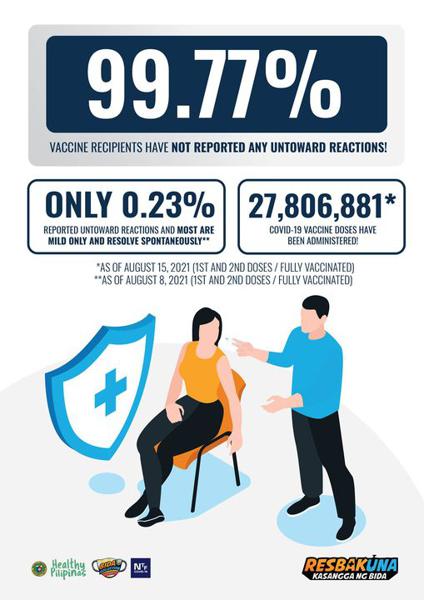 99.77%
VACCINE RECIPIENTS HAVE NOT REPORTED ANY UNTOWARD REACTIONS!
ONLY 0.23%
REPORTED UNTOWARD REACTIONS AND MOST ARE
MILD ONLY AND RESOLVE SPONTANEOUSLY**
27,806,881*
COVID-19 VACCINE DOSES HAVE
BEEN ADMINISTERED!
*AS OF AUGUST 15, 2021 (1ST AND 2ND DOSES / FULLY VACCINATED)
**AS OF AUGUST 8, 2021 (1ST AND 2ND DOSES / FULLY VACCINATED)
Healthy
Pilipinas
BIDA
RESBAKUNA
KASANGGA NG BIDA